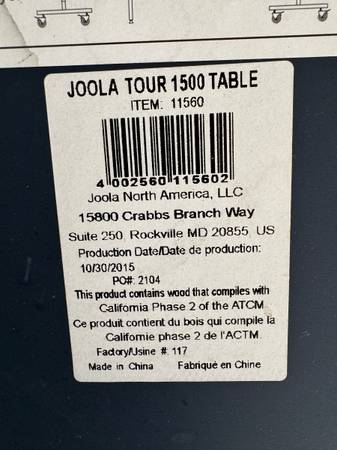 JOOLA TOUR 1500 TABLE
ITEM: 11560
4 002560 115602
Joola North America, LLC
15800 Crabbs Branch Way
Suite 250, Rockville MD 20855 US
Production Date/Date de production:
10/30/2015
PO#: 2104
This product contains wood that compiles with
California Phase 2 of the ATCM.
Ce produit contient du bois qui compile la
Californie phase 2 de l'ACTM.
Factory/Usine #: 117
Made in China Fabriqué en Chine